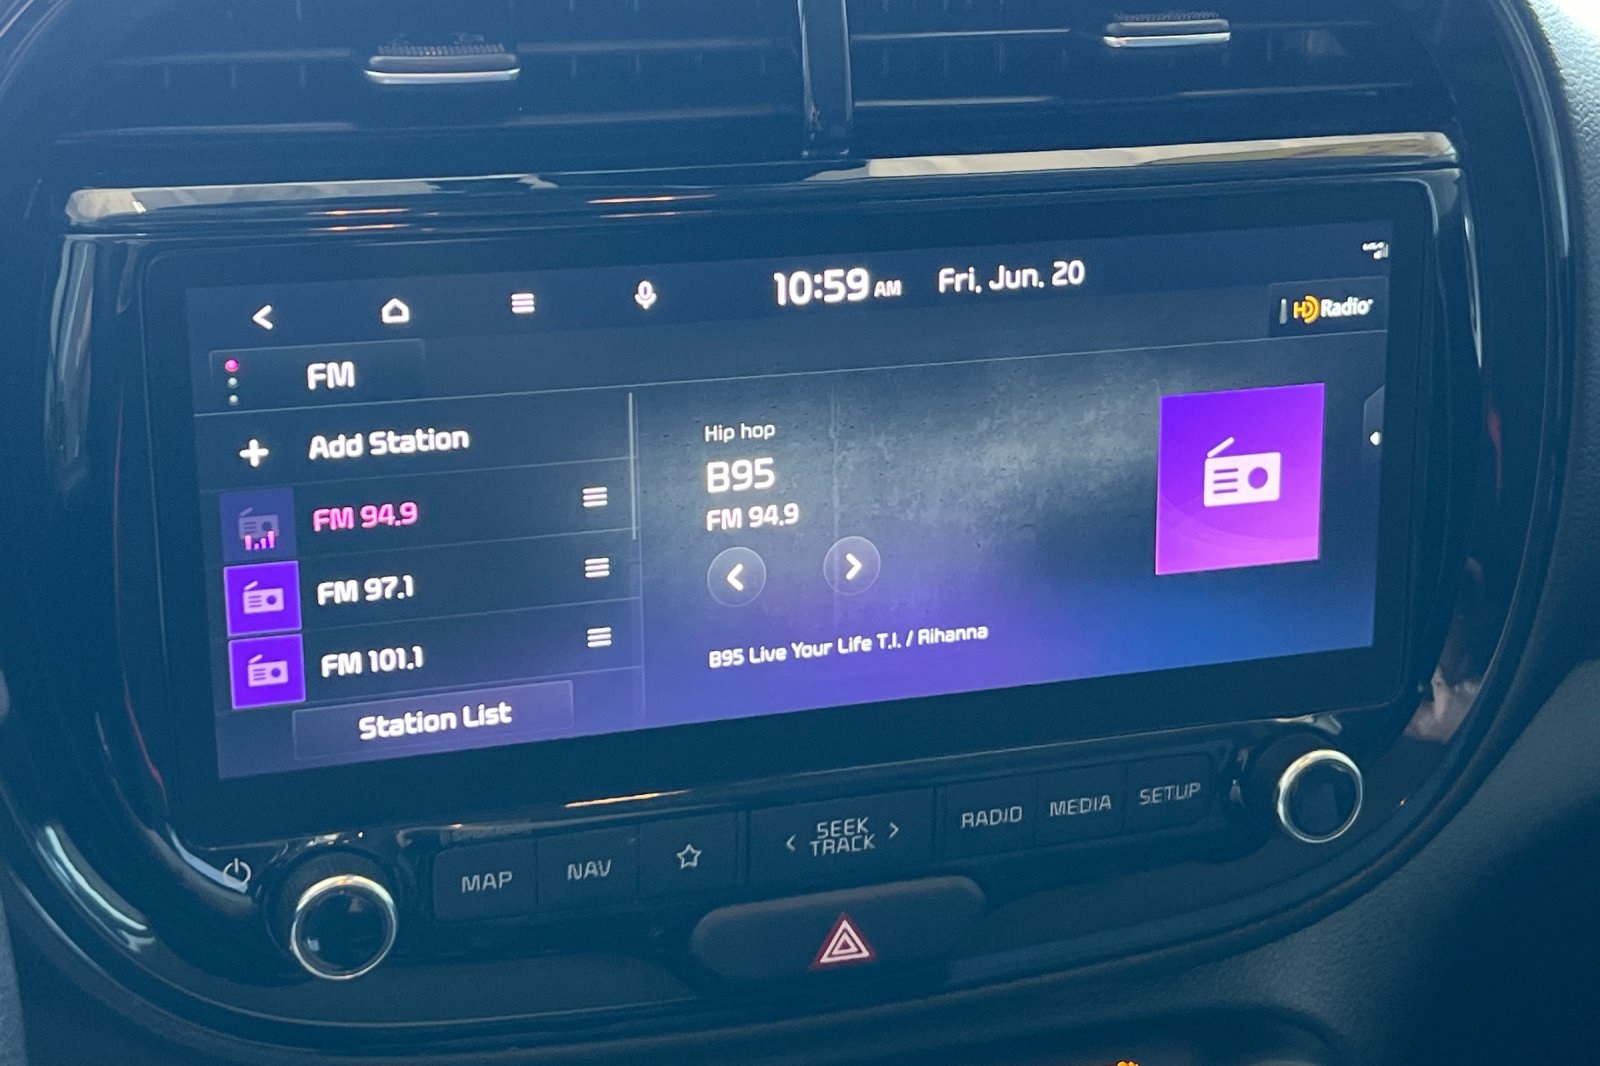 10:59 AM Fri, Jun. 20
HD Radio
FM
Add Station
FM 94.9
FM 97.1
FM 101.1
Station List
Hip hop
B95
FM 94.9
B95 Live Your Life T.I. / Rihanna
MAP
NAV
< SEEK >
TRACK
RADIO
MEDIA
SETUP